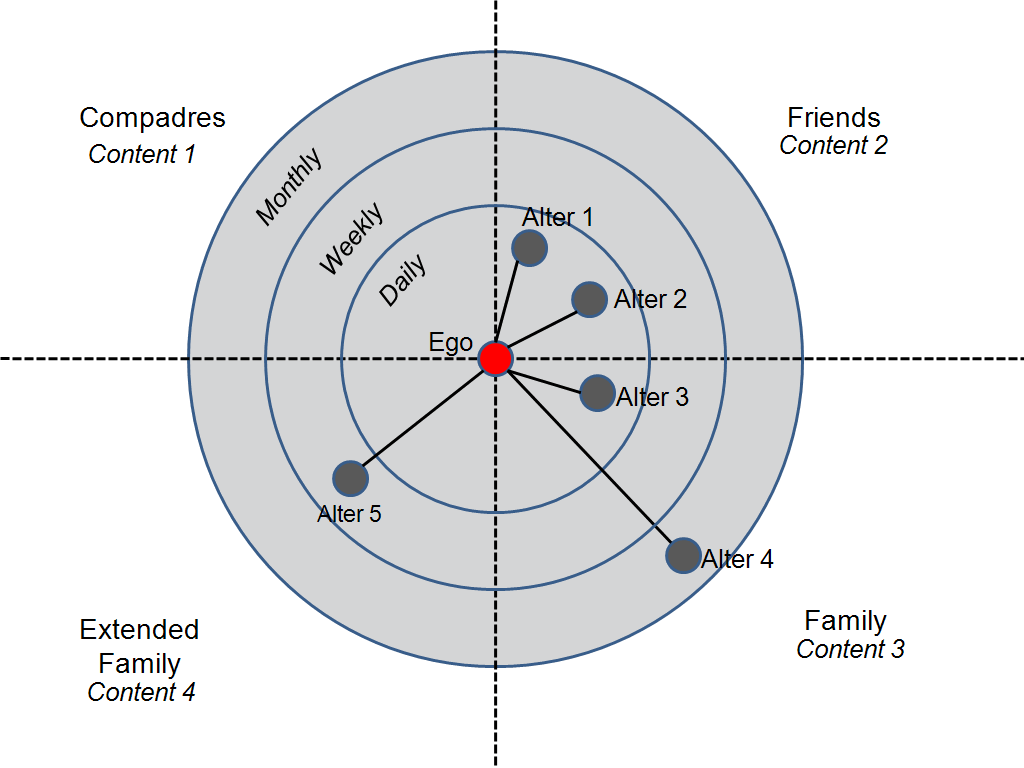 Compadres
Content 1
Friends
Content 2
Monthly
Weekly
Daily
Alter 1
Alter 2
Ego
Alter 3
Alter 5
Alter 4
Extended
Family
Content 4
Family
Content 3